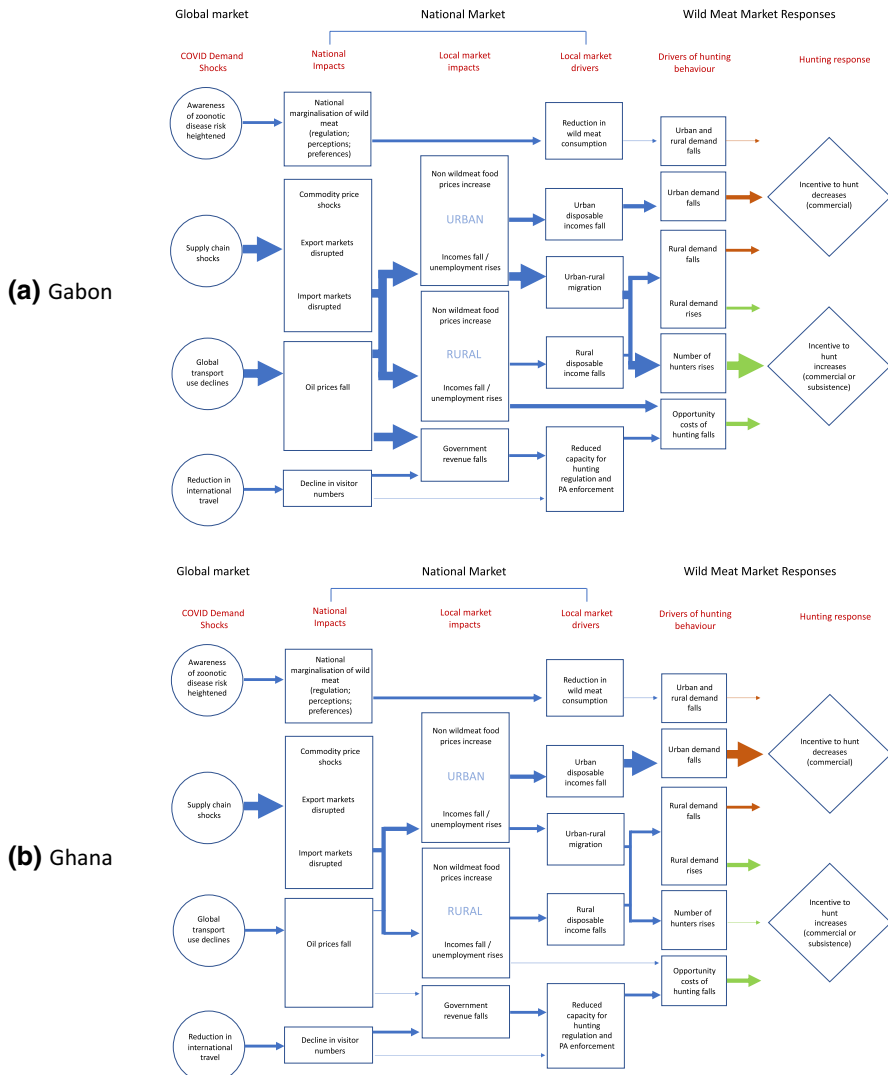 Global market
National Market
Wild Meat Market Responses
COVID Demand
Shocks
National
Impacts
Local market
impacts
Local market
drivers
Drivers of hunting
behaviour
Hunting response
Awareness
of zoonotic
disease risk
heightened
National
marginalisation of wild
meat
(regulation;
perceptions;
preferences)
Reduction in
wild meat
consumption
Urban and
rural demand
falls
Supply chain
shocks
Commodity price
shocks
Export markets
disrupted
Import markets
disrupted
Non wildmeat food
prices increase
URBAN
Incomes fall /
unemployment rises
Urban
disposable
incomes fall
Urban demand
falls
Incentive to hunt
decreases
(commercial)
Urban-rural
migration
Rural demand
falls
Rural demand
rises
(a) Gabon
Global
transport
use declines
Oil prices fall
Non wildmeat food
prices increase
RURAL
Incomes fall /
unemployment rises
Rural
disposable
income falls
Number of
hunters rises
Incentive to
hunt
increases
(commercial or
subsistence)
Opportunity
costs of
hunting falls
Reduction in
international
travel
Decline in visitor
numbers
Government
revenue falls
Reduced
capacity for
hunting
regulation and
PA enforcement
Global market
National Market
Wild Meat Market Responses
COVID Demand
Shocks
National
Impacts
Local market
impacts
Local market
drivers
Drivers of hunting
behaviour
Hunting response
Awareness
of zoonotic
disease risk
heightened
National
marginalisation of wild
meat
(regulation;
perceptions;
preferences)
Reduction in
wild meat
consumption
Urban and
rural demand
falls
Supply chain
shocks
Commodity price
shocks
Export markets
disrupted
Import markets
disrupted
Non wildmeat food
prices increase
URBAN
Incomes fall /
unemployment rises
Urban
disposable
incomes fall
Urban demand
falls
Incentive to hunt
decreases
(commercial)
Urban-rural
migration
Rural demand
falls
Rural demand
rises
(b) Ghana
Global
transport
use declines
Oil prices fall
Non wildmeat food
prices increase
RURAL
Incomes fall /
unemployment rises
Rural
disposable
income falls
Number of
hunters rises
Incentive to
hunt
increases
(commercial or
subsistence)
Opportunity
costs of
hunting falls
Reduction in
international
travel
Decline in visitor
numbers
Government
revenue falls
Reduced
capacity for
hunting
regulation and
PA enforcement